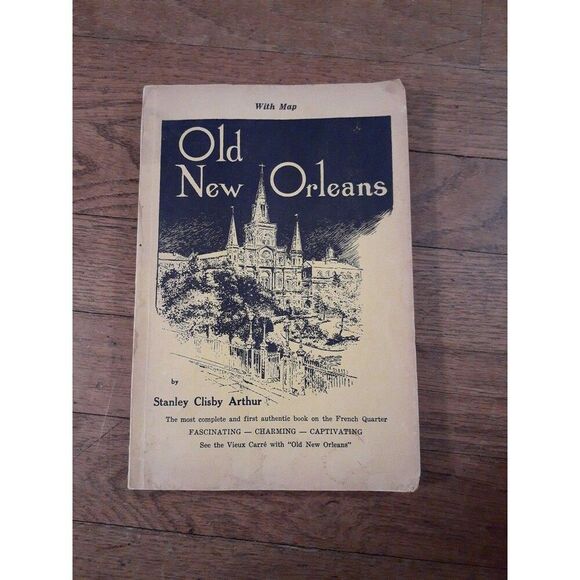 With Map
Old
New Orleans
by
Stanley Clisby Arthur
The most complete and first authentic book on the French Quarter
FASCINATING — CHARMING — CAPTIVATING
See the Vieux Carré with "Old New Orleans"